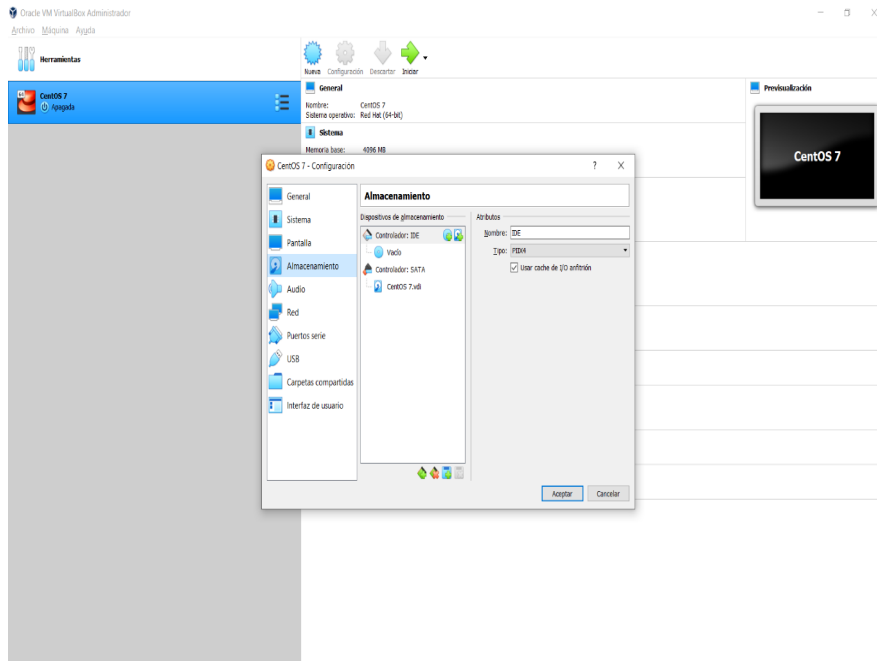 Oracle VM VirtualBox Administrador
Archivo Máquina Ayuda
Herramientas
Nueva Configuración Descartar Iniciar
CentOS 7
Apagada
General
Nombre: CentOS 7
Sistema operativo: Red Hat (64-bit)
Sistema
Memoria base: 4096 MB
Previsualización
CentOS 7
CentOS 7 - Configuración
General
Sistema
Pantalla
Almacenamiento
Audio
Red
Puertos serie
USB
Carpetas compartidas
Interfaz de usuario
Almacenamiento
Dispositivos de almacenamiento
Controlador: IDE
Vacío
Controlador: SATA
CentOS 7.vdi
Atributos
Nombre: IDE
Tipo: PIIX4
Usar cache de I/O anfitrión
Aceptar Cancelar